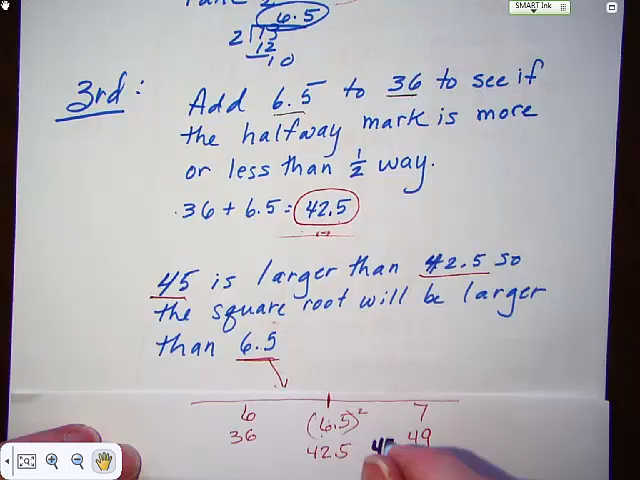 SMART Ink
6.5
2 13
12
10
3rd: Add 6.5 to 36 to see if
the halfway mark is more
or less than 1/2 way.
.36 + 6.5 = 42.5
45 is larger than 42.5 so
the square root will be larger
than 6.5
6 (6.5)² 7
36 42.5 45 49